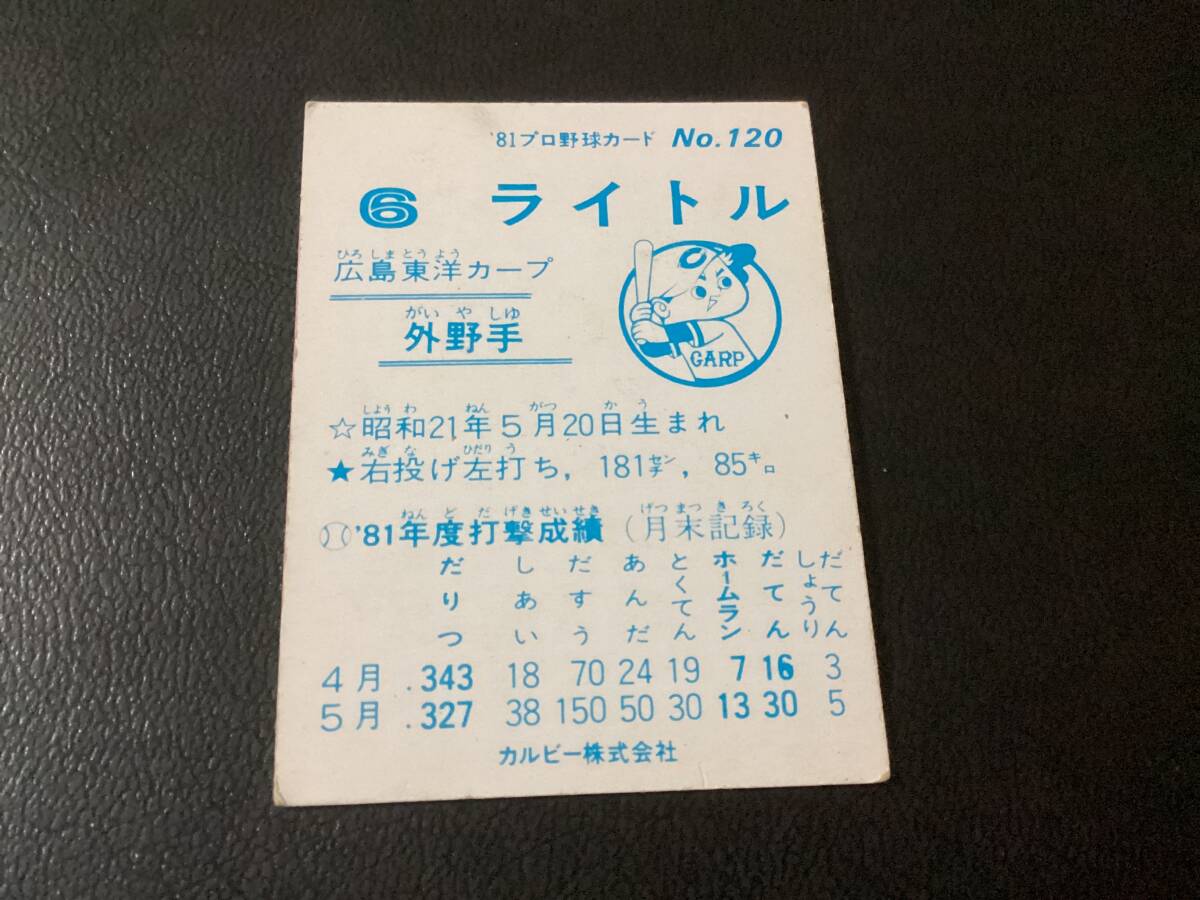 '81プロ野球カード No.120
6 ライトル
ひろしまとうよう
広島東洋カープ
がいやしゆ
外野手
CARP
しようわ ねん がつ か う
☆昭和21年5月20日生まれ
みぎな ひだりう
★右投げ左打ち, 181センチ, 85キロ
ねんどだげきせいせき げつまつきろく
'81年度打撃成績(月末記録)
だりつ しあい だすう あんだ とくてん ホームラン だてん しょうりだてん
4月 .343 18 70 24 19 7 16 3
5月 .327 38 150 50 30 13 30 5
カルビー株式会社